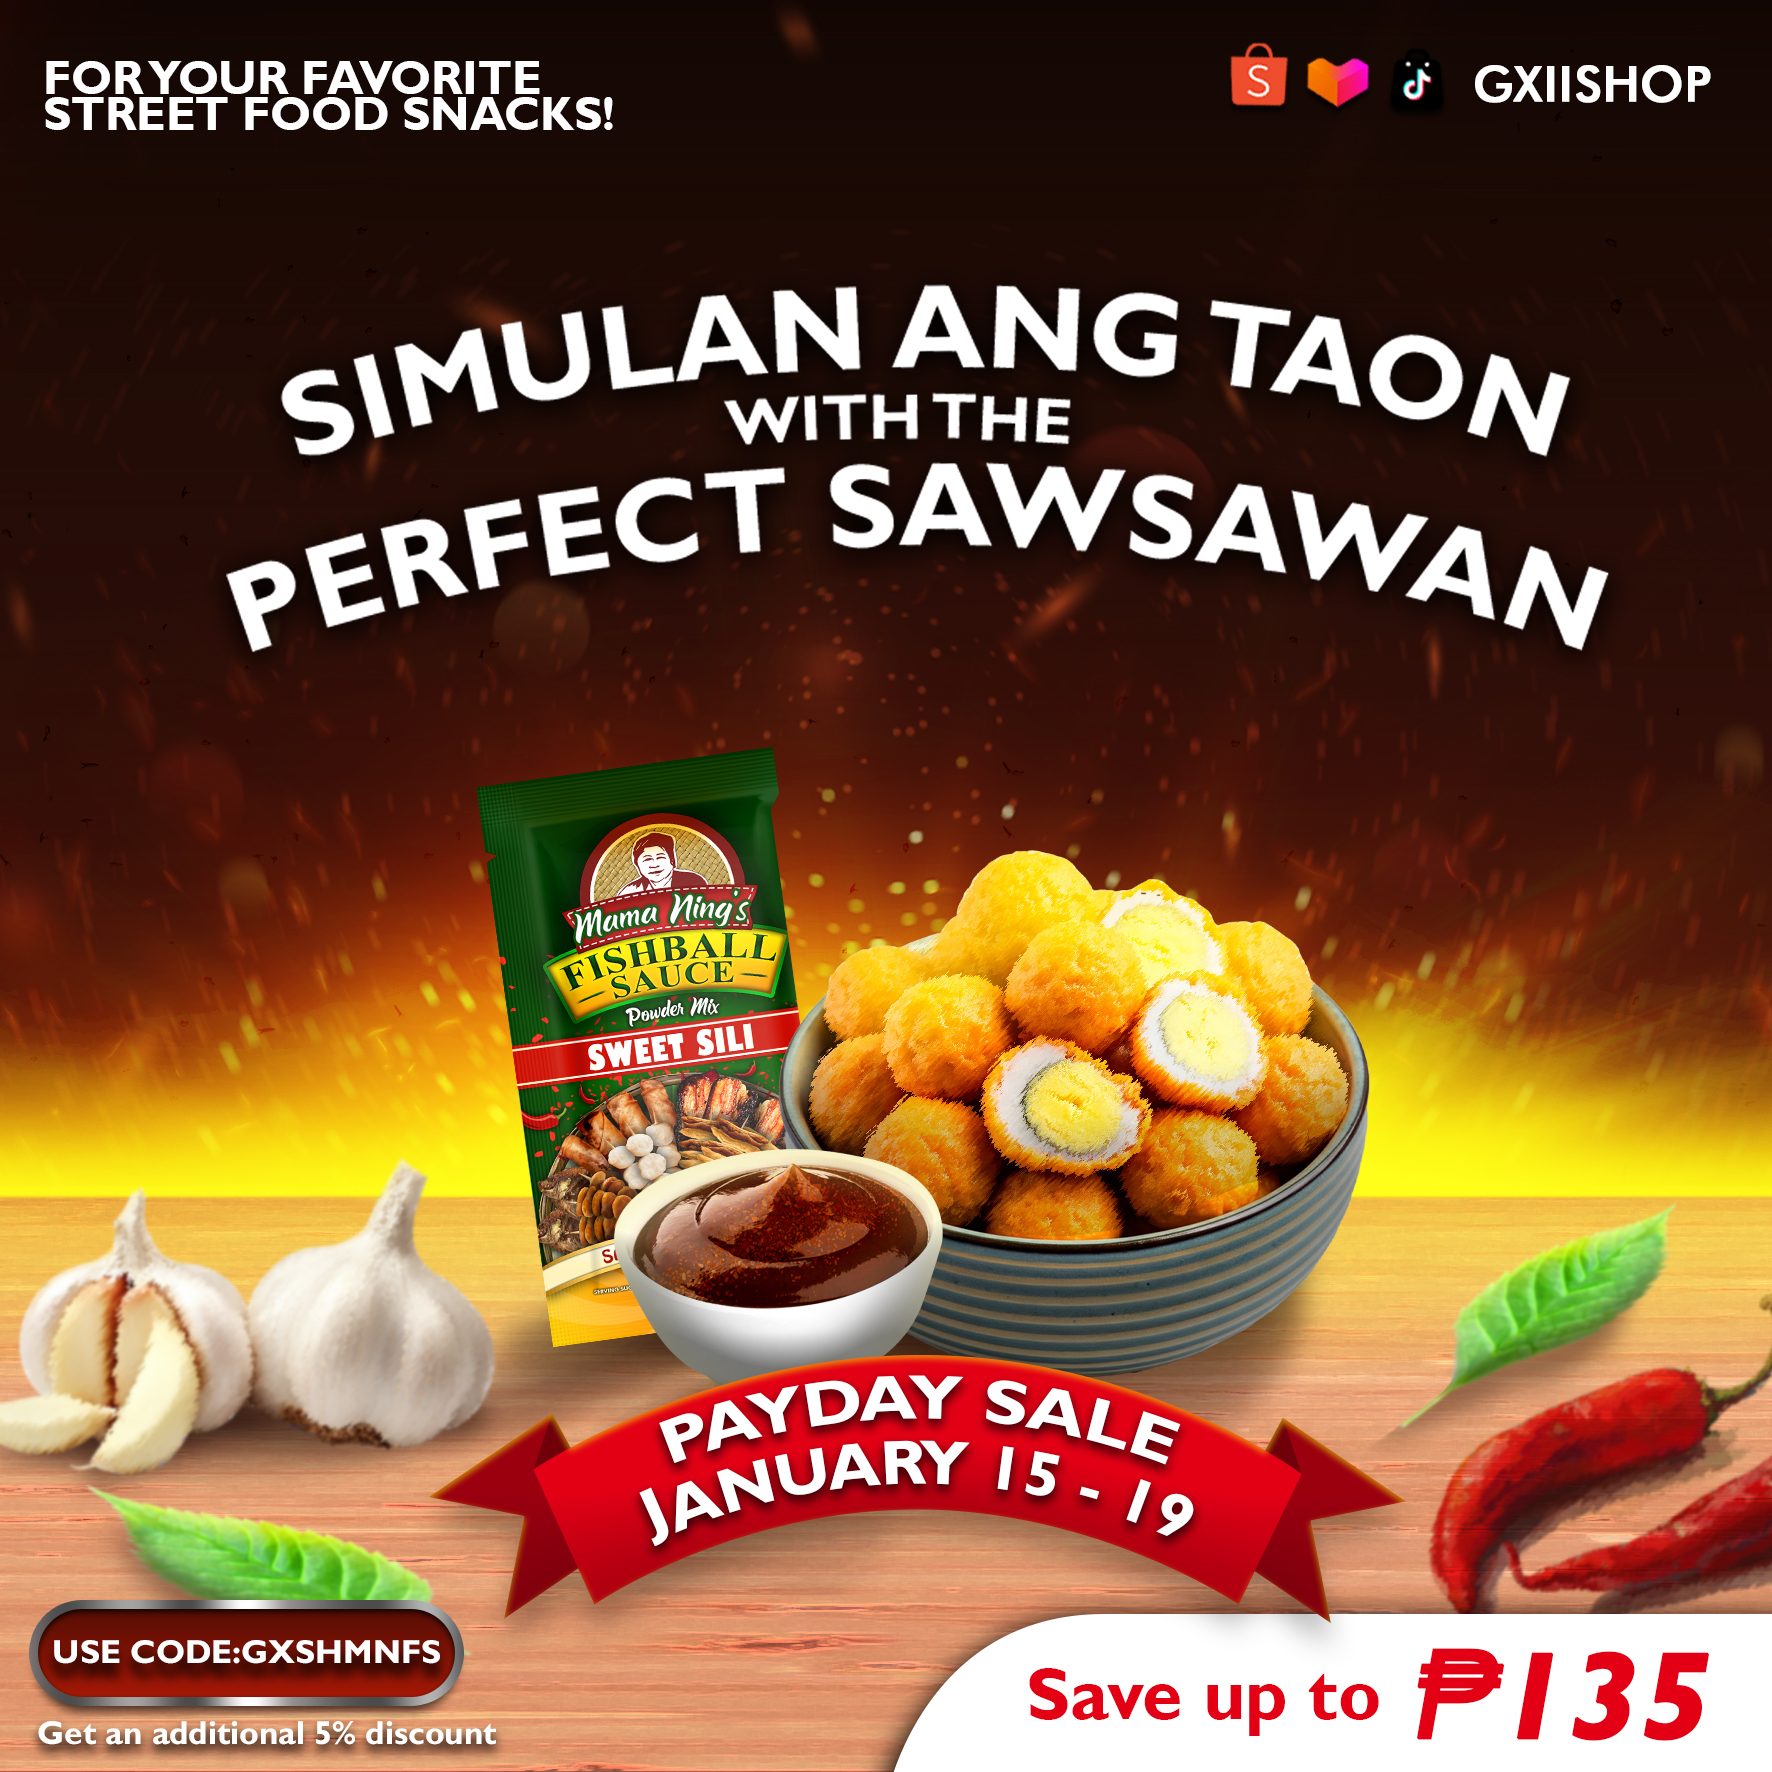 FOR YOUR FAVORITE
STREET FOOD SNACKS!
S
GXIISHOP
SIMULAN ANG TAON
WITH THE
PERFECT SAWSAWAN
Mama Ning's
FISHBALL
SAUCE
Powder Mix
SWEET SILI
PAYDAY SALE
JANUARY 15 - 19
USE CODE:GXSHMNFS
Get an additional 5% discount
Save up to ₱135